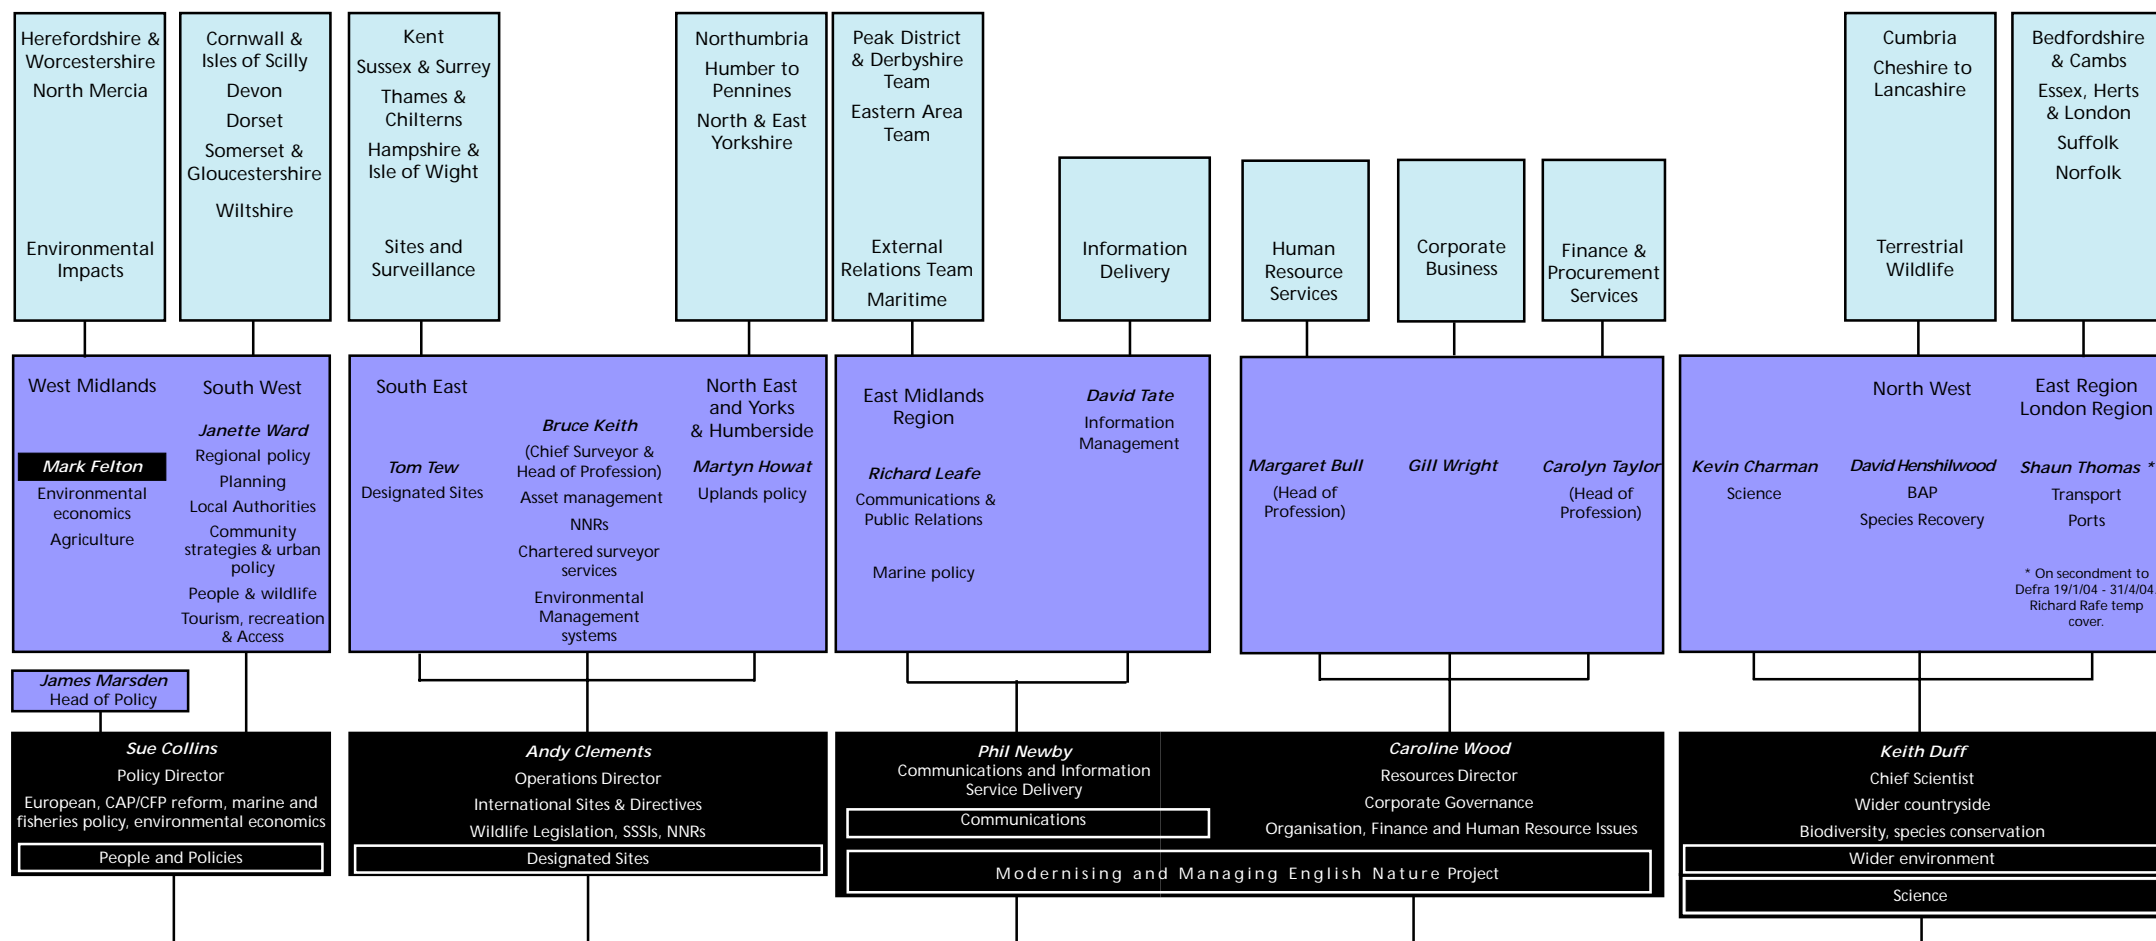 Herefordshire &
Worcestershire
North Mercia
Environmental
Impacts
Cornwall &
Isles of Scilly
Devon
Dorset
Somerset &
Gloucestershire
Wiltshire
Kent
Sussex & Surrey
Thames &
Chilterns
Hampshire &
Isle of Wight
Sites and
Surveillance
Northumbria
Humber to
Pennines
North & East
Yorkshire
Peak District
& Derbyshire
Team
Eastern Area
Team
External
Relations Team
Maritime
Information
Delivery
Human
Resource
Services
Corporate
Business
Finance &
Procurement
Services
Cumbria
Cheshire to
Lancashire
Terrestrial
Wildlife
Bedfordshire
& Cambs
Essex, Herts
& London
Suffolk
Norfolk
West Midlands
Mark Felton
Environmental
economics
Agriculture
South West
Janette Ward
Regional policy
Planning
Local Authorities
Community
strategies & urban
policy
People & wildlife
Tourism, recreation
& Access
South East
Tom Tew
Designated Sites
Bruce Keith
(Chief Surveyor &
Head of Profession)
Asset management
NNRs
Chartered surveyor
services
Environmental
Management
systems
North East
and Yorks
& Humberside
Martyn Howat
Uplands policy
East Midlands
Region
Richard Leafe
Communications &
Public Relations
Marine policy
David Tate
Information
Management
Margaret Bull
(Head of
Profession)
Gill Wright
Carolyn Taylor
(Head of
Profession)
Kevin Charman
Science
North West
David Henshilwood
BAP
Species Recovery
East Region
London Region
Shaun Thomas *
Transport
Ports
* On secondment to
Defra 19/1/04 - 31/4/04.
Richard Rafe temp
cover.
James Marsden
Head of Policy
Sue Collins
Policy Director
European, CAP/CFP reform, marine and
fisheries policy, environmental economics
People and Policies
Andy Clements
Operations Director
International Sites & Directives
Wildlife Legislation, SSSIs, NNRs
Designated Sites
Phil Newby
Communications and Information
Service Delivery
Communications
Caroline Wood
Resources Director
Corporate Governance
Organisation, Finance and Human Resource Issues
Modernising and Managing English Nature Project
Keith Duff
Chief Scientist
Wider countryside
Biodiversity, species conservation
Wider environment
Science